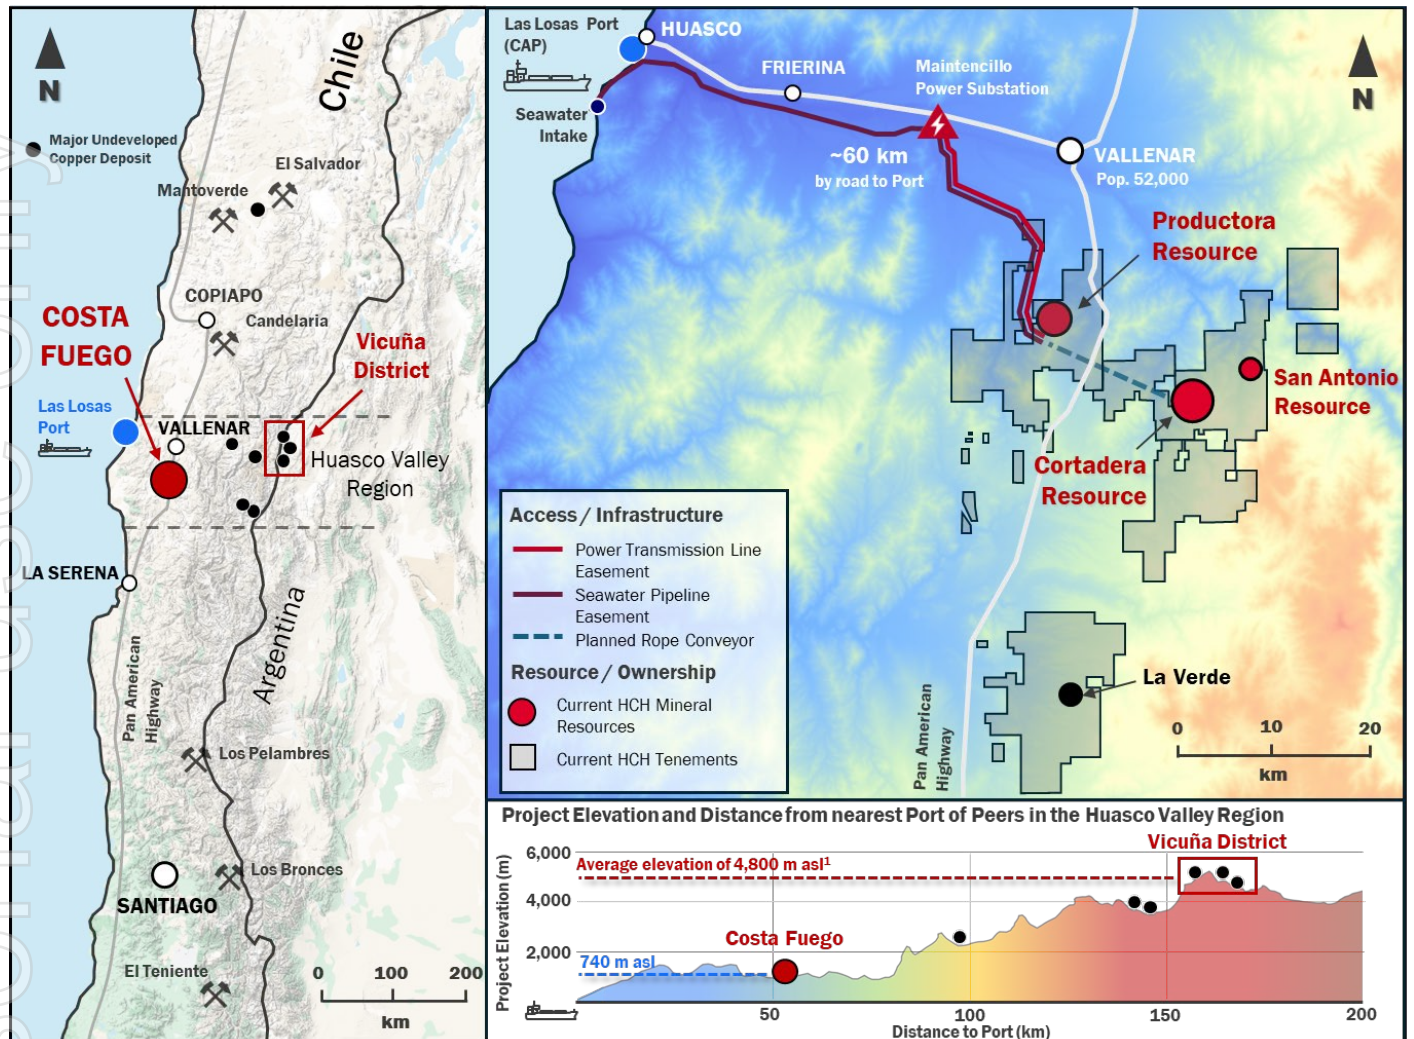 N
Chile
Major Undeveloped
Copper Deposit
El Salvador
Mantoverde
COPIAPO
Candelaria
COSTA
FUEGO
Vicuña
District
Las Losas
Port
VALLENAR
Huasco Valley
Region
LA SERENA
Argentina
Pan American
Highway
Los Pelambres
Los Bronces
SANTIAGO
El Teniente
0 100 200
km
Las Losas Port
(CAP)
HUASCO
Seawater
Intake
FRIERINA
Maintencillo
Power Substation
N
~60 km
by road to Port
VALLENAR
Pop. 52,000
Productora
Resource
San Antonio
Resource
Cortadera
Resource
La Verde
Pan American
Highway
0 10 20
km
Access / Infrastructure
Power Transmission Line
Easement
Seawater Pipeline
Easement
Planned Rope Conveyor
Resource / Ownership
Current HCH Mineral
Resources
Current HCH Tenements
Project Elevation and Distance from nearest Port of Peers in the Huasco Valley Region
Vicuña District
Project Elevation (m)
6,000
Average elevation of 4,800 m asl¹
4,000
Costa Fuego
2,000
740 m asl
50 100 150 200
Distance to Port (km)